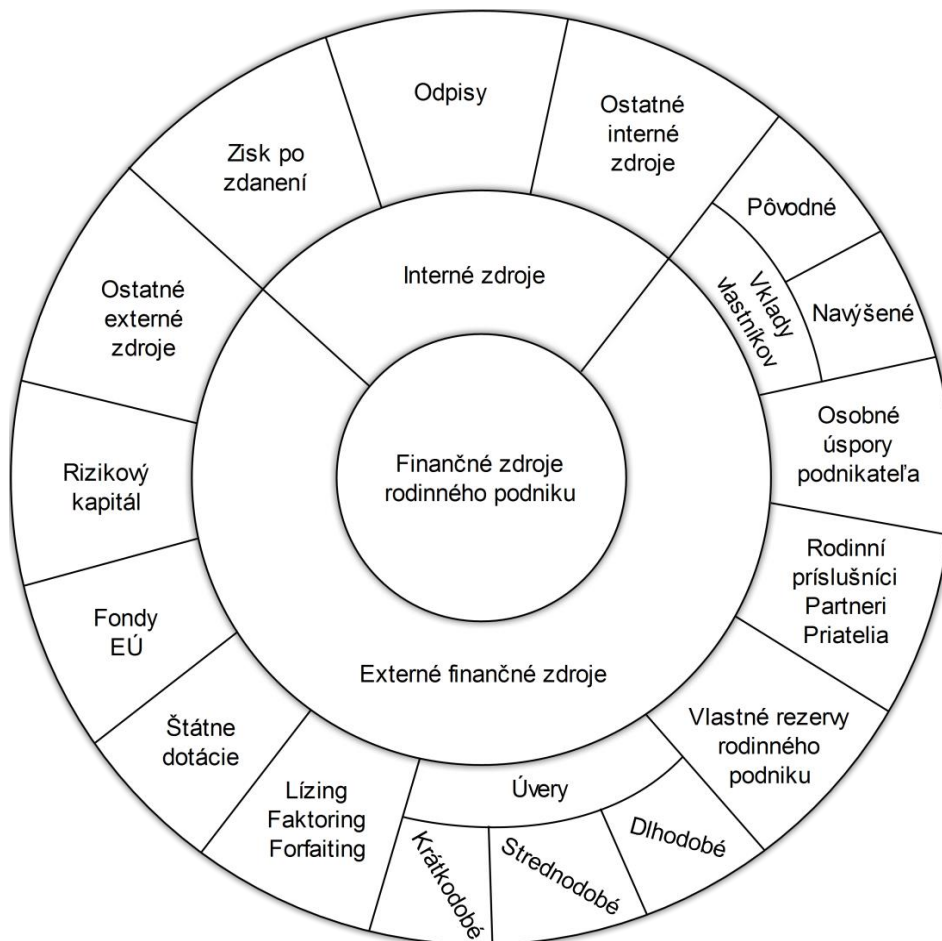 Odpisy
Ostatné
interné
zdroje
Zisk po
zdanení
Pôvodné
Interné zdroje
Vklady
vlastníkov
Navýšené
Ostatné
externé
zdroje
Osobné
úspory
podnikateľa
Finančné zdroje
rodinného podniku
Rizikový
kapitál
Rodinní
príslušníci
Partneri
Priatelia
Fondy
EÚ
Externé finančné zdroje
Vlastné rezervy
rodinného
podniku
Štátne
dotácie
Lízing
Faktoring
Forfaiting
Úvery
Krátkodobé
Strednodobé
Dlhodobé